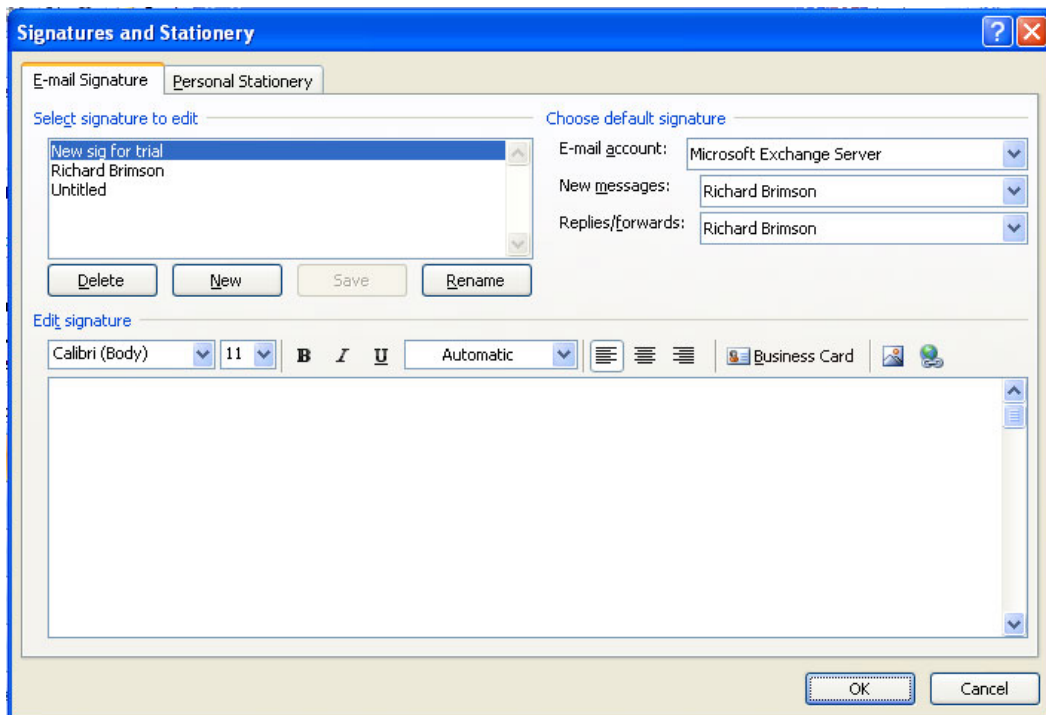 Signatures and Stationery
E-mail Signature
Personal Stationery
Select signature to edit
New sig for trial
Richard Brimson
Untitled
Delete
New
Save
Rename
Choose default signature
E-mail account:
Microsoft Exchange Server
New messages:
Richard Brimson
Replies/forwards:
Richard Brimson
Edit signature
Calibri (Body)
11
B
I
U
Automatic
Business Card
OK
Cancel